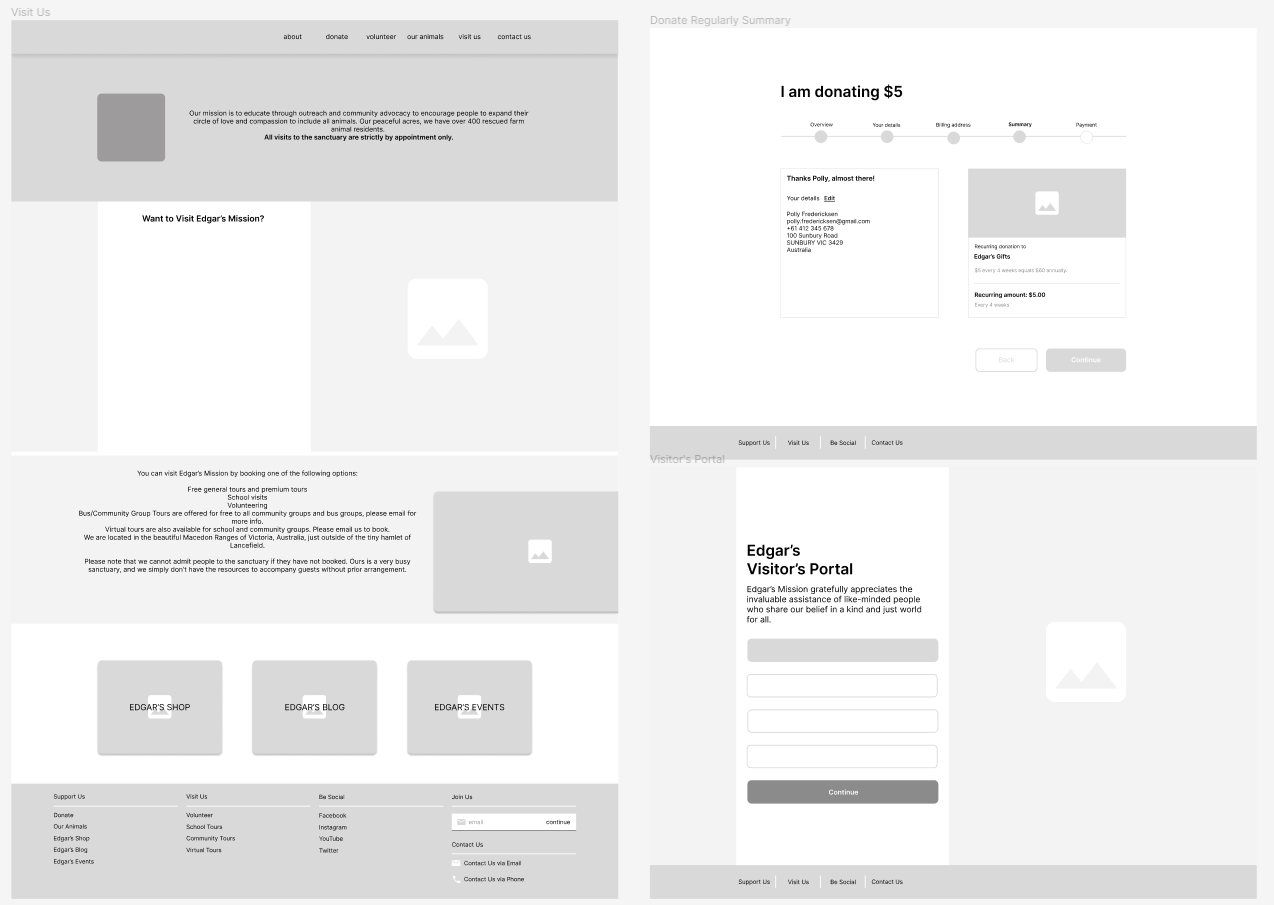 Visit Us
about
donate
volunteer
our animals
visit us
contact us
Our mission is to educate through outreach and community advocacy to encourage people to expand their
circle of love and compassion to include all animals. Our peaceful acres, we have over 400 rescued farm
animal residents.
All visits to the sanctuary are strictly by appointment only.
Want to Visit Edgar's Mission?
You can visit Edgar's Mission by booking one of the following options:
Free general tours and premium tours
School visits
Volunteering
Bus/Community Group Tours are offered for free to all community groups and bus groups, please email for
more info.
Virtual tours are also available for school and community groups. Please email us to book.
We are located in the beautiful Macedon Ranges of Victoria, Australia, just outside of the tiny hamlet of
Lancefield.
Please note that we cannot admit people to the sanctuary if they have not booked. Ours is a very busy
sanctuary, and we simply don't have the resources to accompany guests without prior arrangement.
EDGAR'S SHOP
EDGAR'S BLOG
EDGAR'S EVENTS
Support Us
Donate
Our Animals
Edgar's Shop
Edgar's Blog
Edgar's Events
Visit Us
Volunteer
School Tours
Community Tours
Virtual Tours
Be Social
Facebook
Instagram
YouTube
Twitter
Join Us
email
continue
Contact Us
Contact Us via Email
Contact Us via Phone
Donate Regularly Summary
I am donating $5
Overview
Your details
Billing address
Summary
Payment
Thanks Polly, almost there!
Your details Edit
Polly Fredericksen
polly.fredericksen@gmail.com
+61 412 345 678
100 Sunbury Road
SUNBURY VIC 3429
Australia
Recurring donation to
Edgar's Gifts
$5 every 4 weeks equals $60 annually.
Recurring amount: $5.00
Every 4 weeks
Back
Continue
Support Us
Visit Us
Be Social
Contact Us
Visitor's Portal
Edgar's
Visitor's Portal
Edgar's Mission gratefully appreciates the
invaluable assistance of like-minded people
who share our belief in a kind and just world
for all.
Continue
Support Us
Visit Us
Be Social
Contact Us